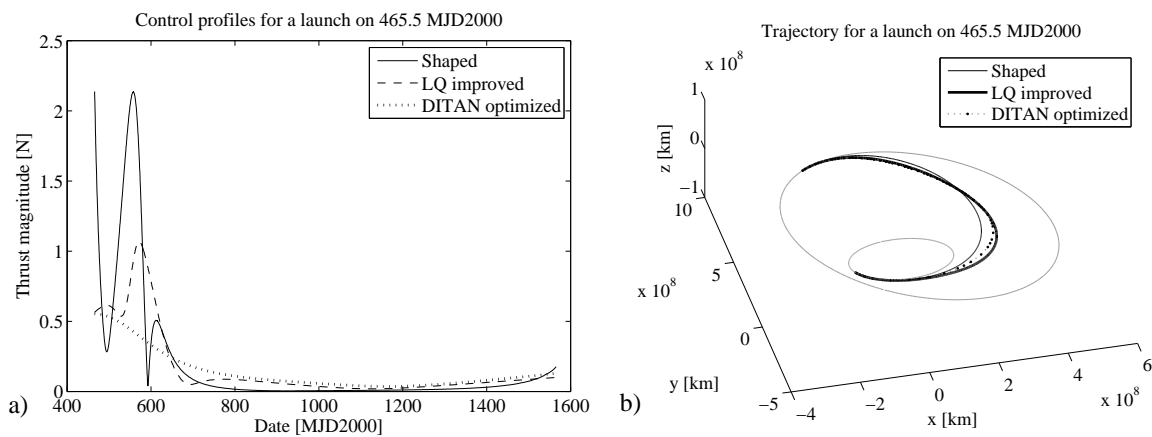 Control profiles for a launch on 465.5 MJD2000
2.5
2
1.5
1
0.5
0
Thrust magnitude [N]
Shaped
LQ improved
DITAN optimized
400
600
800
1000
1200
1400
1600
Date [MJD2000]
a)
Trajectory for a launch on 465.5 MJD2000
x 10^8
1
0
−1
z [km]
Shaped
LQ improved
DITAN optimized
10
5
0
−5
x 10^8
y [km]
−4
−2
0
2
4
6
x 10^8
x [km]
b)